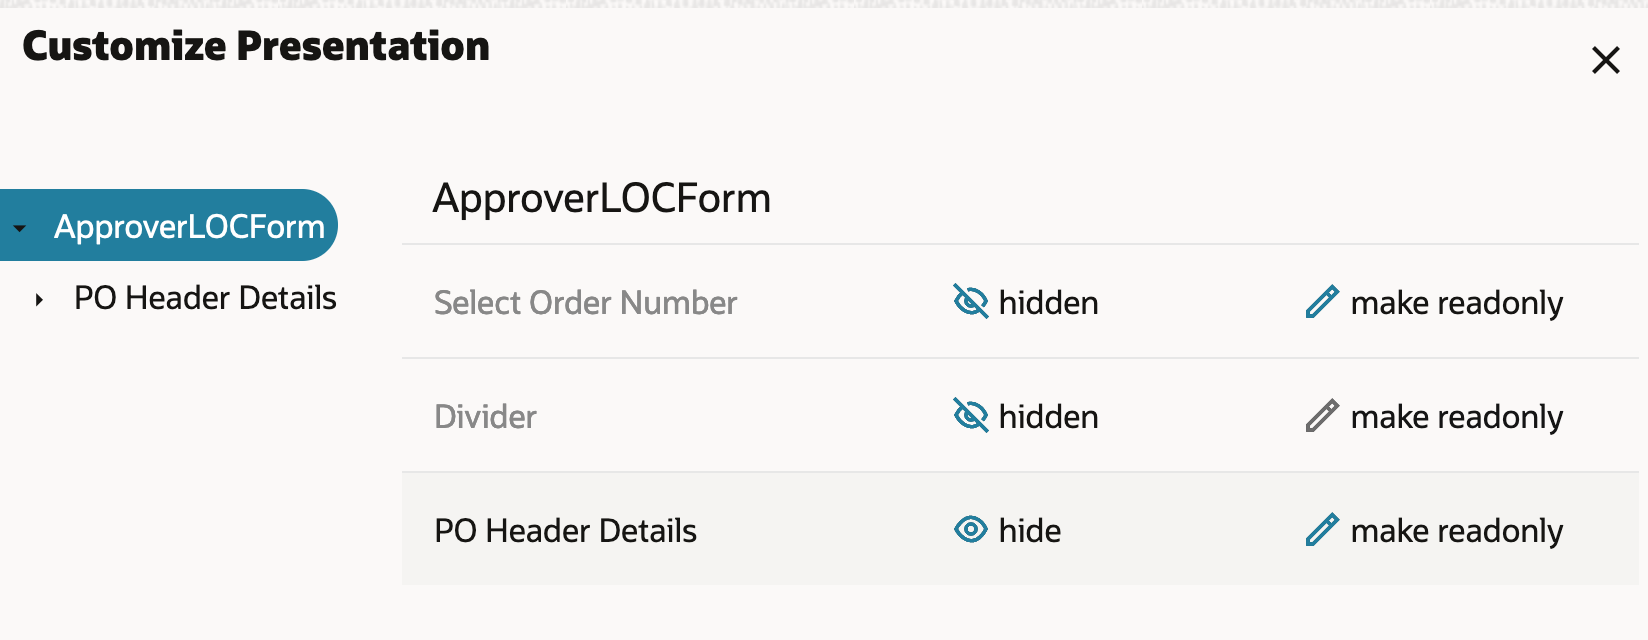 Customize Presentation
ApproverLOCForm
PO Header Details
ApproverLOCForm
Select Order Number hidden make readonly
Divider hidden make readonly
PO Header Details hide make readonly